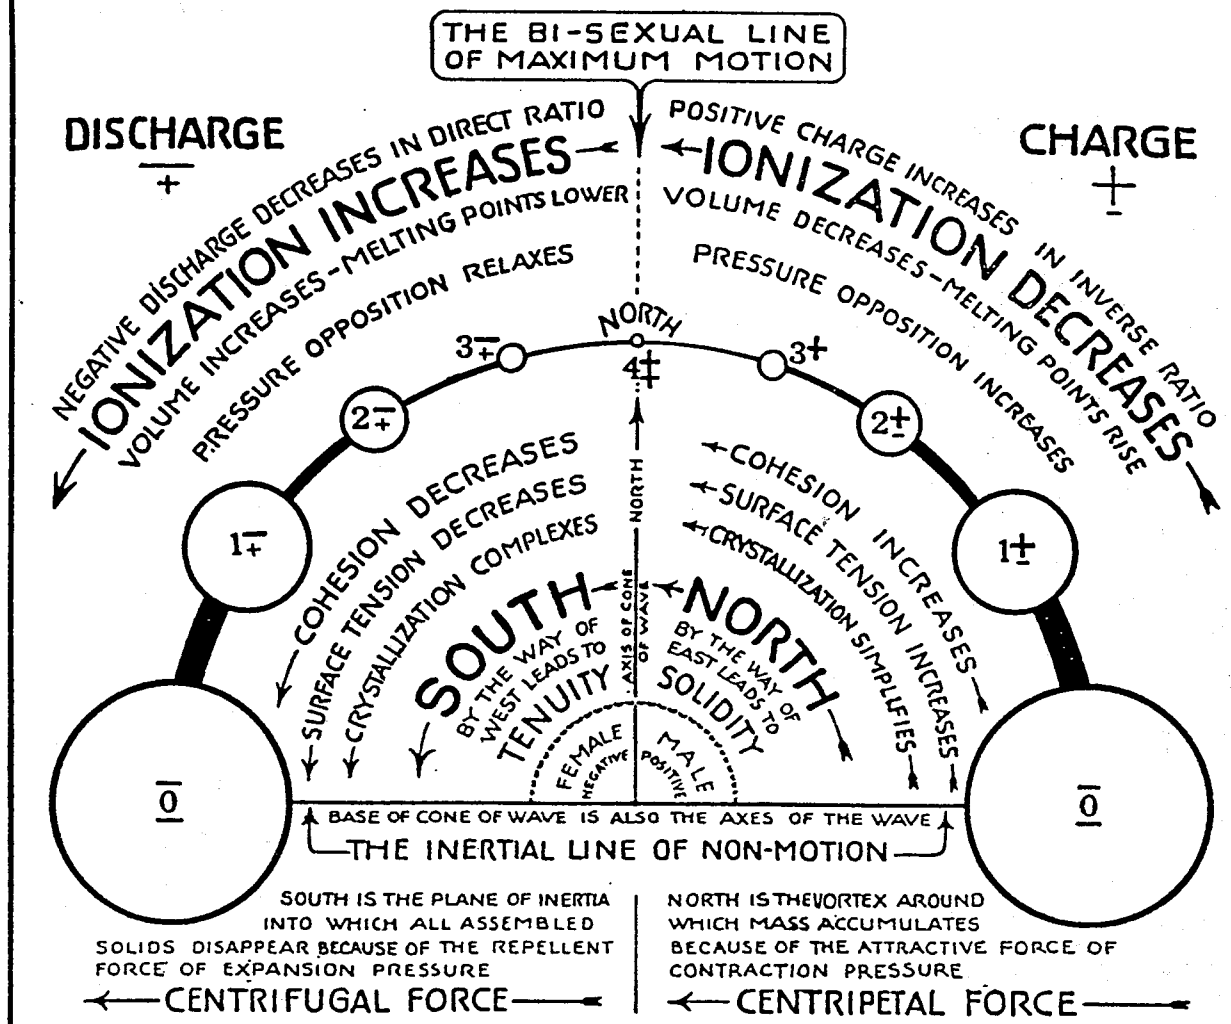 THE BI-SEXUAL LINE
OF MAXIMUM MOTION
DISCHARGE
− +
CHARGE
+ −
NEGATIVE DISCHARGE DECREASES IN DIRECT RATIO
IONIZATION INCREASES
VOLUME INCREASES-MELTING POINTS LOWER
PRESSURE OPPOSITION RELAXES
POSITIVE CHARGE INCREASES IN INVERSE RATIO
IONIZATION DECREASES
VOLUME DECREASES-MELTING POINTS RISE
PRESSURE OPPOSITION INCREASES
NORTH
4‡
3∓
3+
2∓
2±
1∓
1±
0
0
COHESION DECREASES
SURFACE TENSION DECREASES
CRYSTALLIZATION COMPLEXES
COHESION INCREASES
SURFACE TENSION INCREASES
CRYSTALLIZATION SIMPLIFIES
NORTH
AXIS OF CONE
OF WAVE
SOUTH
BY THE WAY OF
WEST LEADS TO
TENUITY
NORTH
BY THE WAY OF
EAST LEADS TO
SOLIDITY
FEMALE
NEGATIVE
MALE
POSITIVE
BASE OF CONE OF WAVE IS ALSO THE AXES OF THE WAVE
THE INERTIAL LINE OF NON-MOTION
SOUTH IS THE PLANE OF INERTIA
INTO WHICH ALL ASSEMBLED
SOLIDS DISAPPEAR BECAUSE OF THE REPELLENT
FORCE OF EXPANSION PRESSURE
CENTRIFUGAL FORCE
NORTH IS THE VORTEX AROUND
WHICH MASS ACCUMULATES
BECAUSE OF THE ATTRACTIVE FORCE OF
CONTRACTION PRESSURE
CENTRIPETAL FORCE